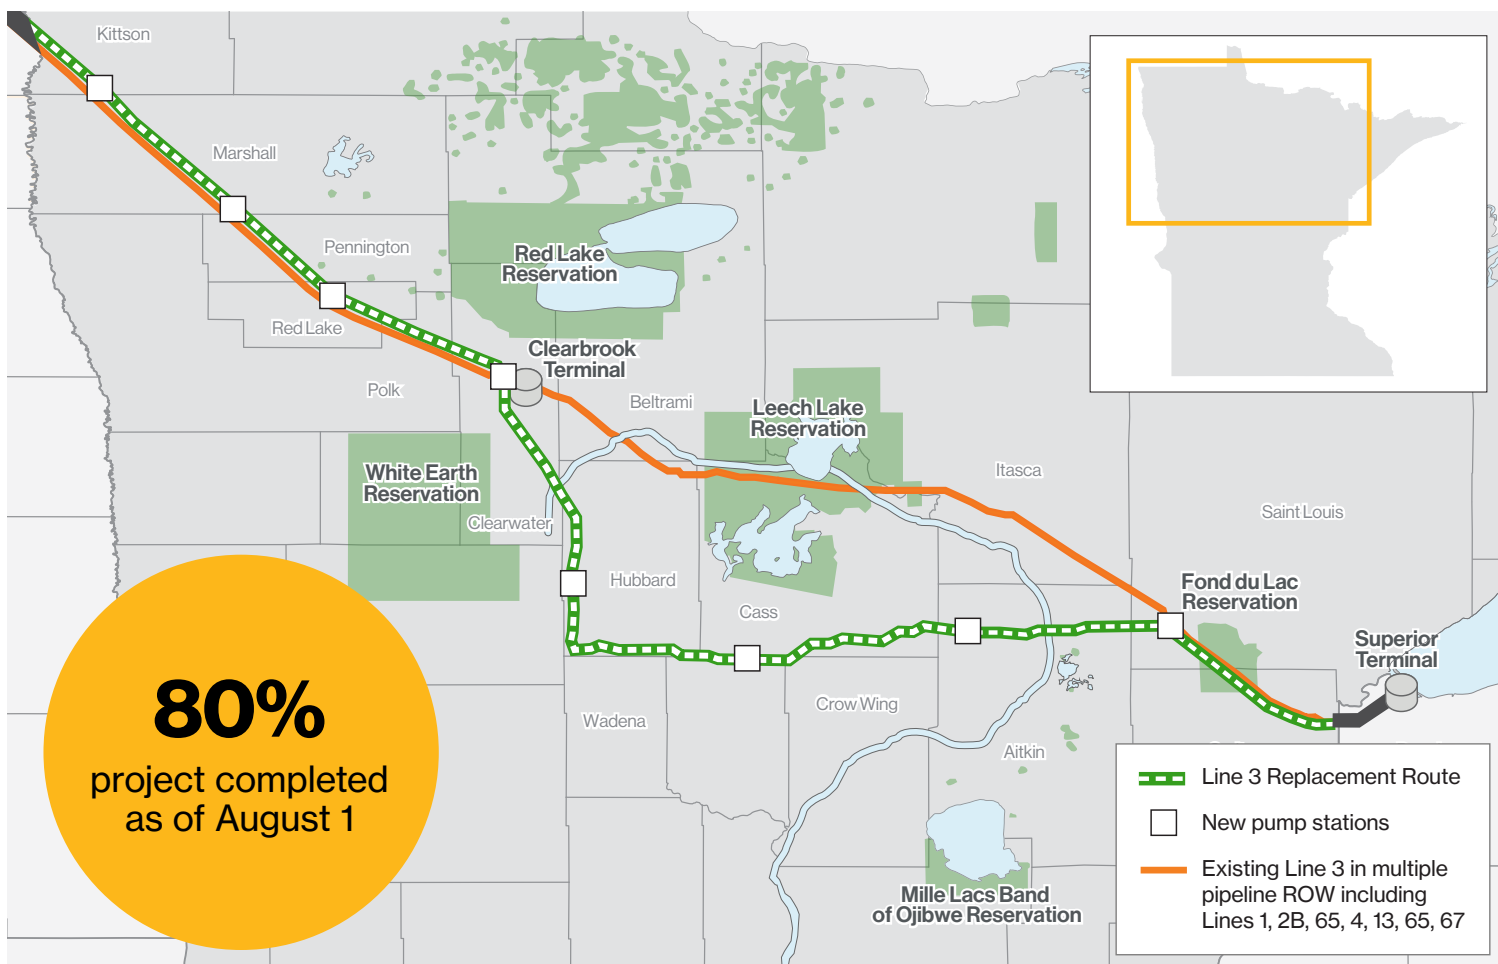 Kittson
Marshall
Pennington
Red Lake
Reservation
Red Lake
Clearbrook
Terminal
Polk
Beltrami
Leech Lake
Reservation
White Earth
Reservation
Itasca
Clearwater
Saint Louis
Hubbard
Fond du Lac
Reservation
Cass
Superior
Terminal
Crow Wing
Wadena
Aitkin
80%
project completed
as of August 1
Mille Lacs Band
of Ojibwe Reservation
Line 3 Replacement Route
New pump stations
Existing Line 3 in multiple
pipeline ROW including
Lines 1, 2B, 65, 4, 13, 65, 67